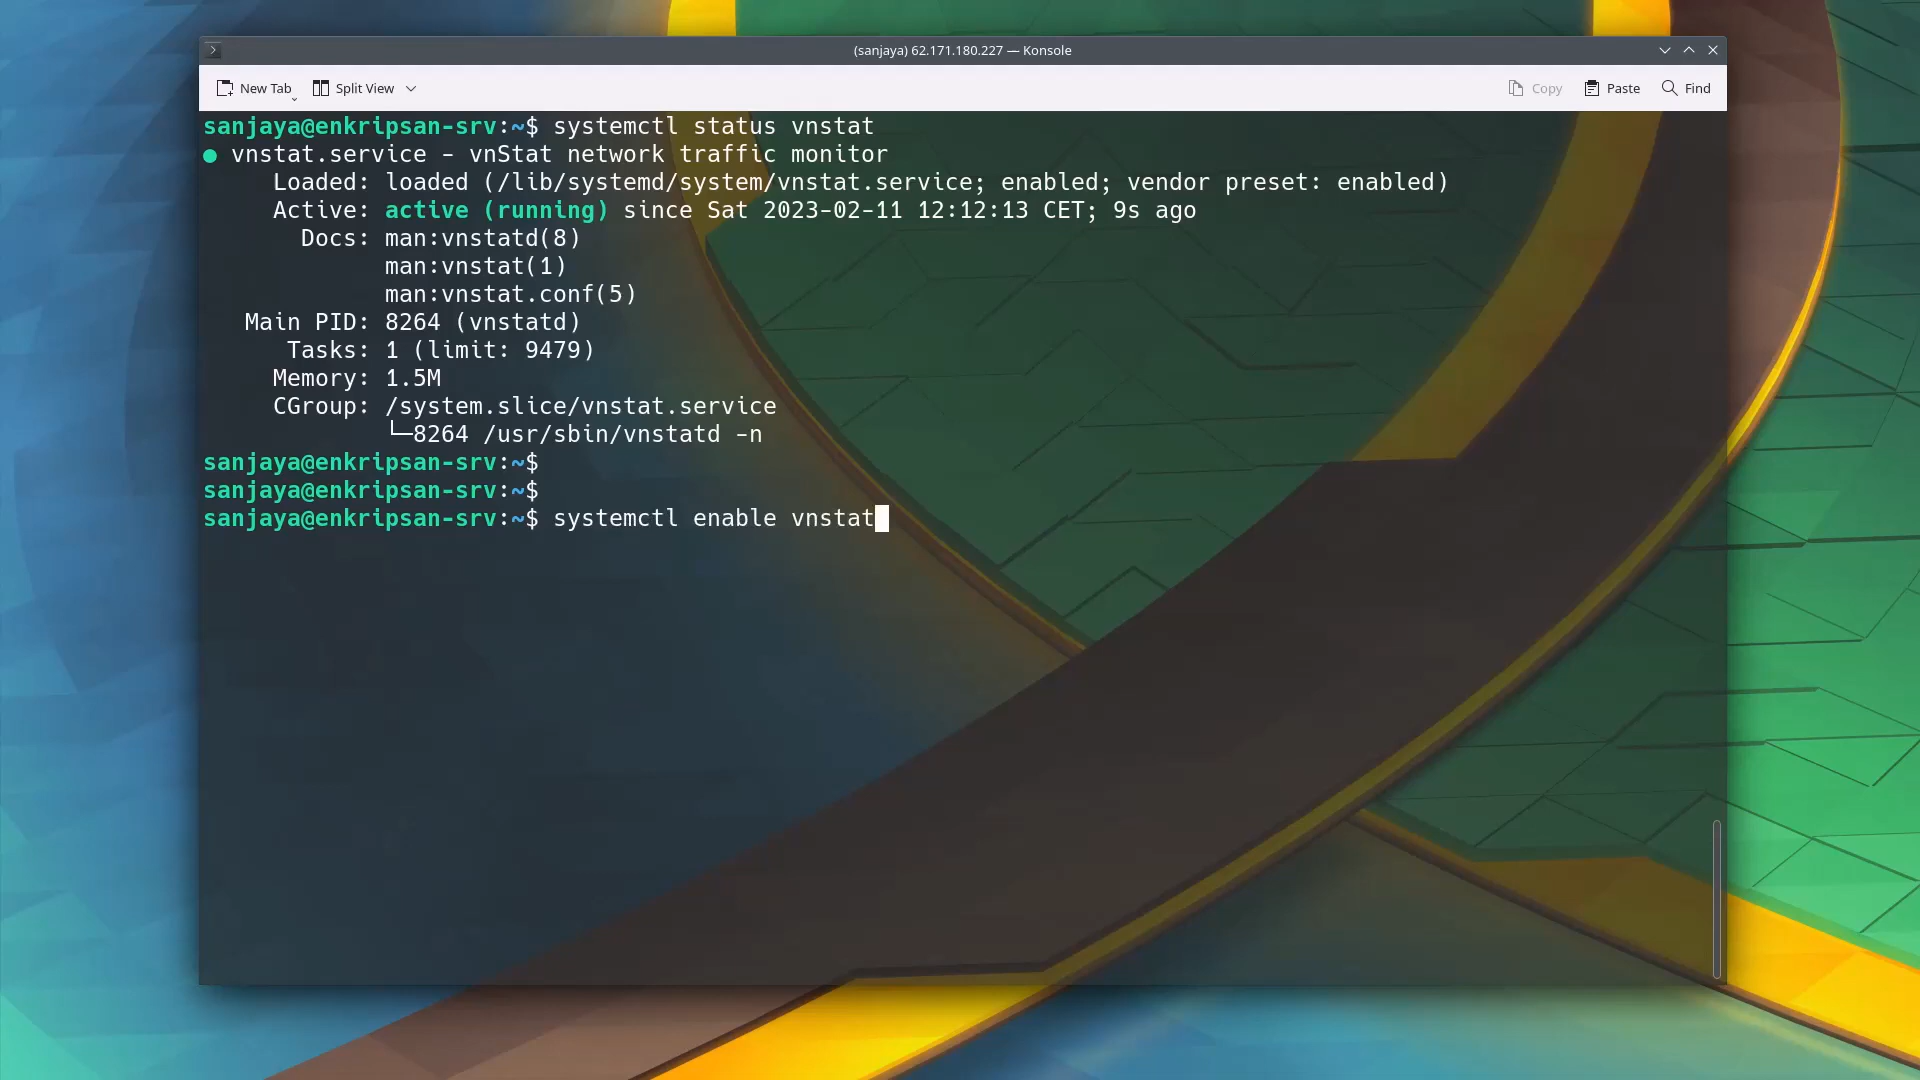 (sanjaya) 62.171.180.227 — Konsole
New Tab Split View Copy Paste Find
sanjaya@enkripsan-srv:~$ systemctl status vnstat
● vnstat.service - vnStat network traffic monitor
Loaded: loaded (/lib/systemd/system/vnstat.service; enabled; vendor preset: enabled)
Active: active (running) since Sat 2023-02-11 12:12:13 CET; 9s ago
Docs: man:vnstatd(8)
man:vnstat(1)
man:vnstat.conf(5)
Main PID: 8264 (vnstatd)
Tasks: 1 (limit: 9479)
Memory: 1.5M
CGroup: /system.slice/vnstat.service
└─8264 /usr/sbin/vnstatd -n
sanjaya@enkripsan-srv:~$
sanjaya@enkripsan-srv:~$
sanjaya@enkripsan-srv:~$ systemctl enable vnstat